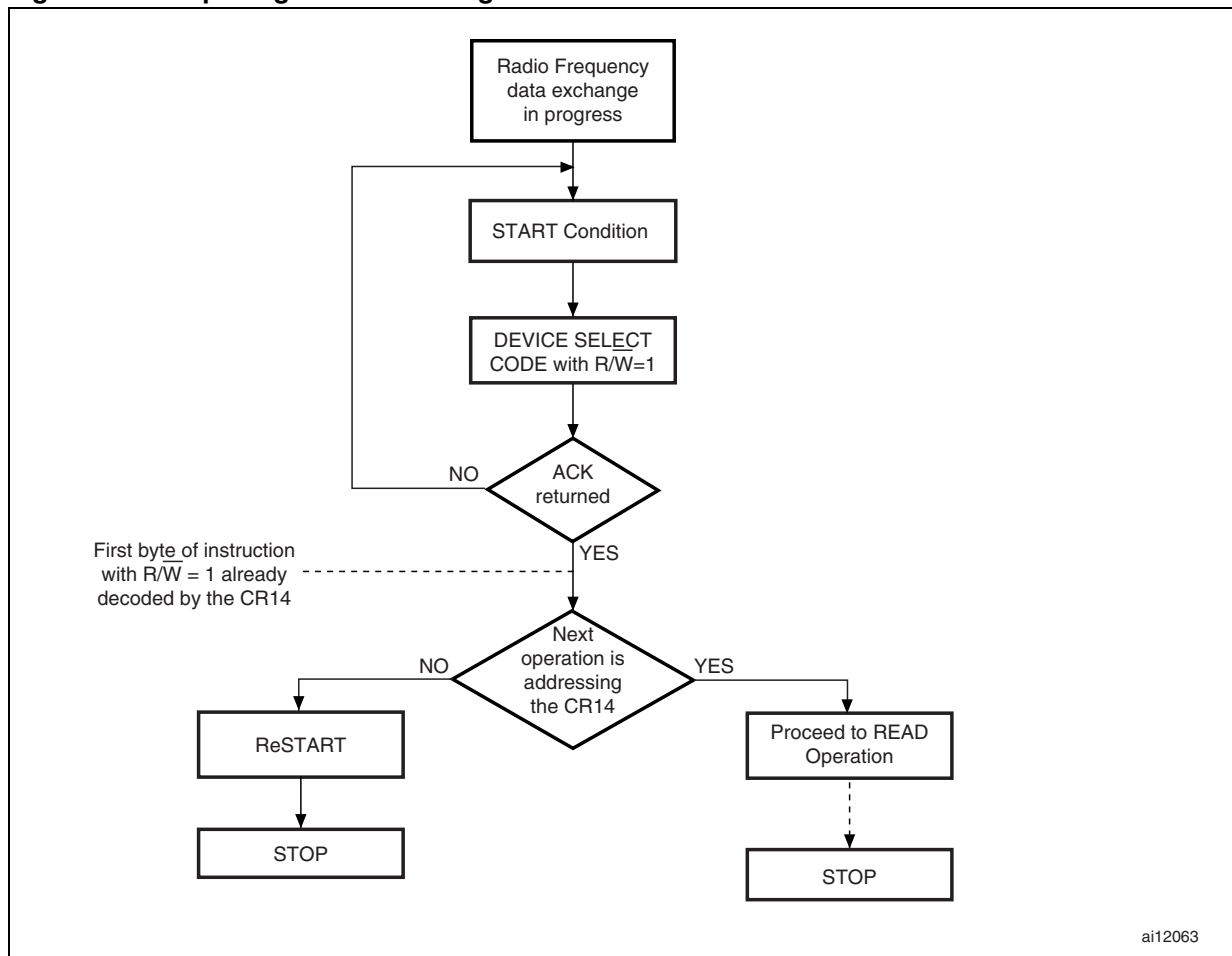 Radio Frequency
data exchange
in progress
START Condition
DEVICE SELECT
CODE with R/W̅=1
NO
ACK
returned
YES
First byte of instruction
with R/W̅ = 1 already
decoded by the CR14
Next
operation is
addressing
the CR14
NO
YES
ReSTART
Proceed to READ
Operation
STOP
STOP
ai12063